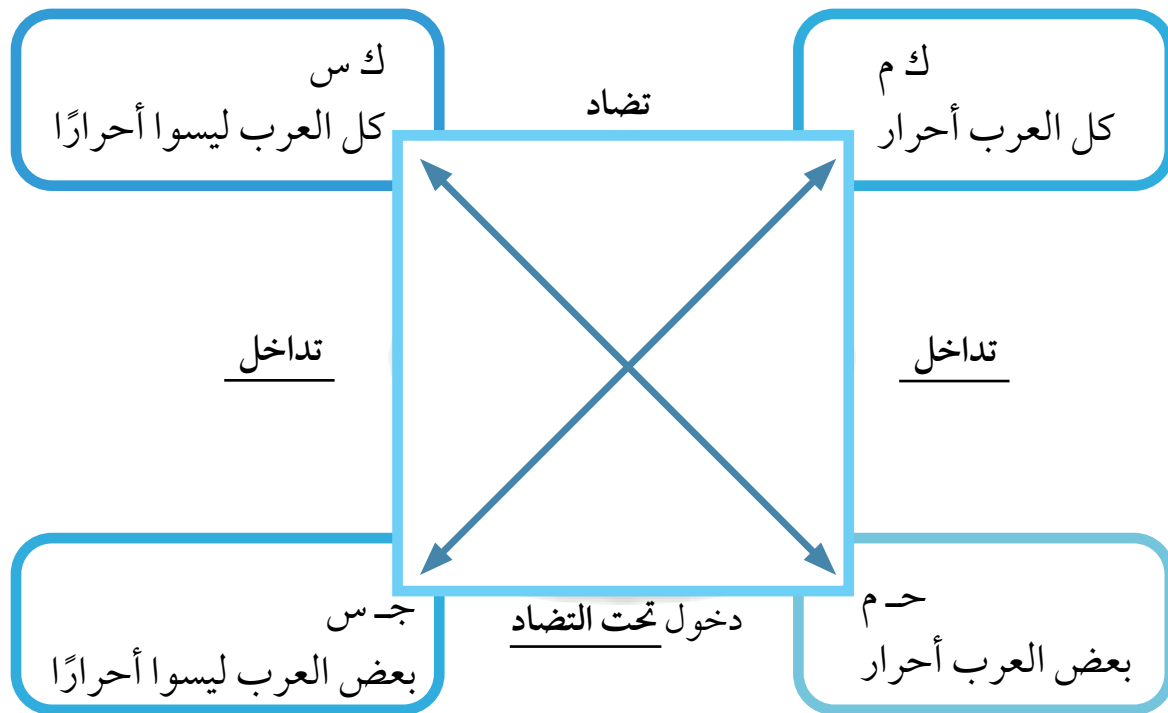 ك م
كل العرب أحرار
تضاد
ك س
كل العرب ليسوا أحرارًا
تداخل
تداخل
حـ م
بعض العرب أحرار
دخول تحت التضاد
جـ س
بعض العرب ليسوا أحرارًا